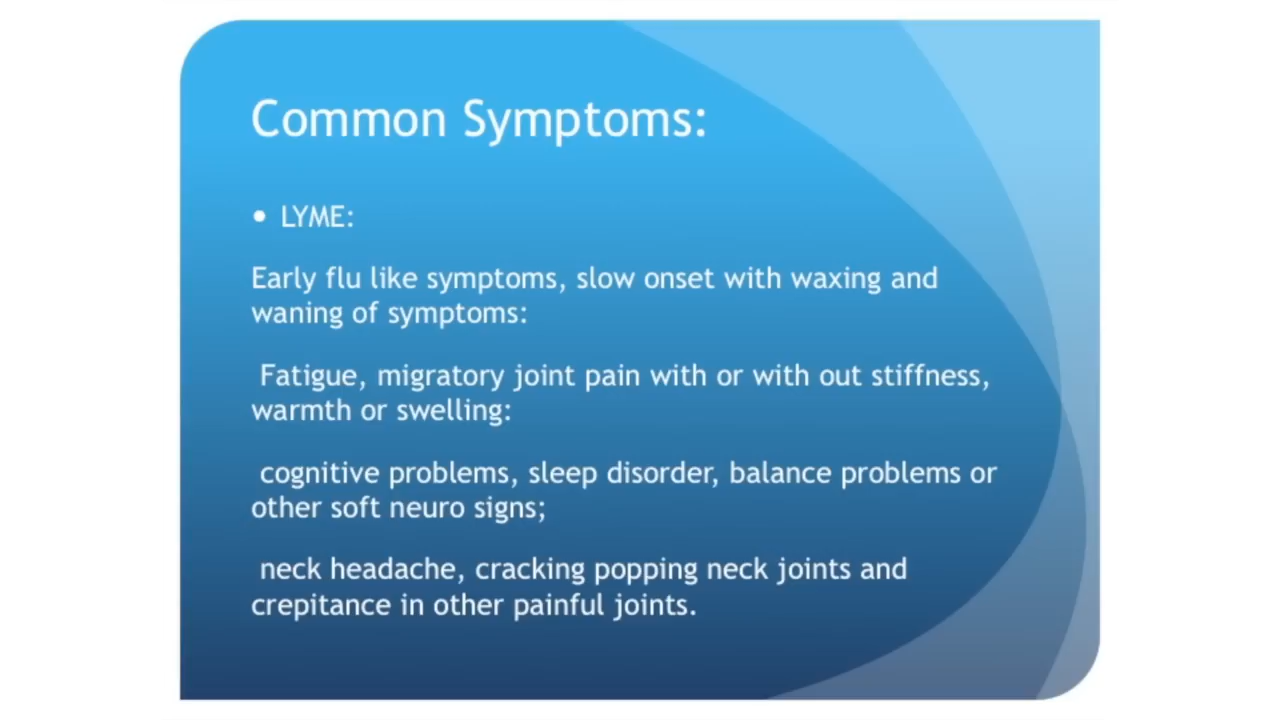 Common Symptoms:
• LYME:
Early flu like symptoms, slow onset with waxing and
waning of symptoms:
Fatigue, migratory joint pain with or with out stiffness,
warmth or swelling:
cognitive problems, sleep disorder, balance problems or
other soft neuro signs;
neck headache, cracking popping neck joints and
crepitance in other painful joints.